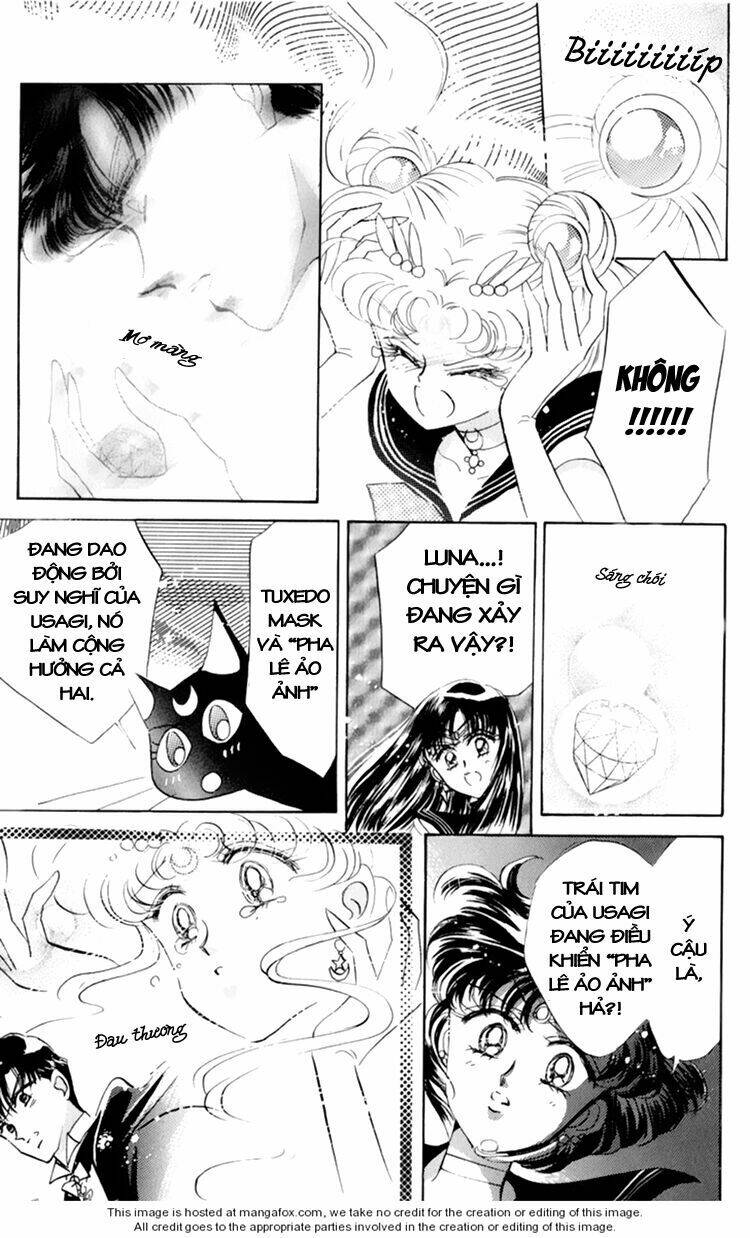 Biiiiiiiiíp
Mơ màng
KHÔNG
!!!!!!
ĐANG DAO
ĐỘNG BỞI
SUY NGHĨ CỦA
USAGI, NÓ
LÀM CỘNG
HƯỞNG CẢ
HAI.
TUXEDO
MASK
VÀ "PHA
LÊ ẢO
ẢNH"
LUNA...!
CHUYỆN GÌ
ĐANG XẢY
RA VẬY?!
Sáng chói
Đau thương
TRÁI TIM
CỦA USAGI
ĐANG ĐIỀU
KHIỂN "PHA
LÊ ẢO ẢNH"
HẢ?!
Ý
CẬU
LÀ,
This image is hosted at mangafox.com, we take no credit for the creation or editing of this image.
All credit goes to the appropriate parties involved in the creation or editing of this image.